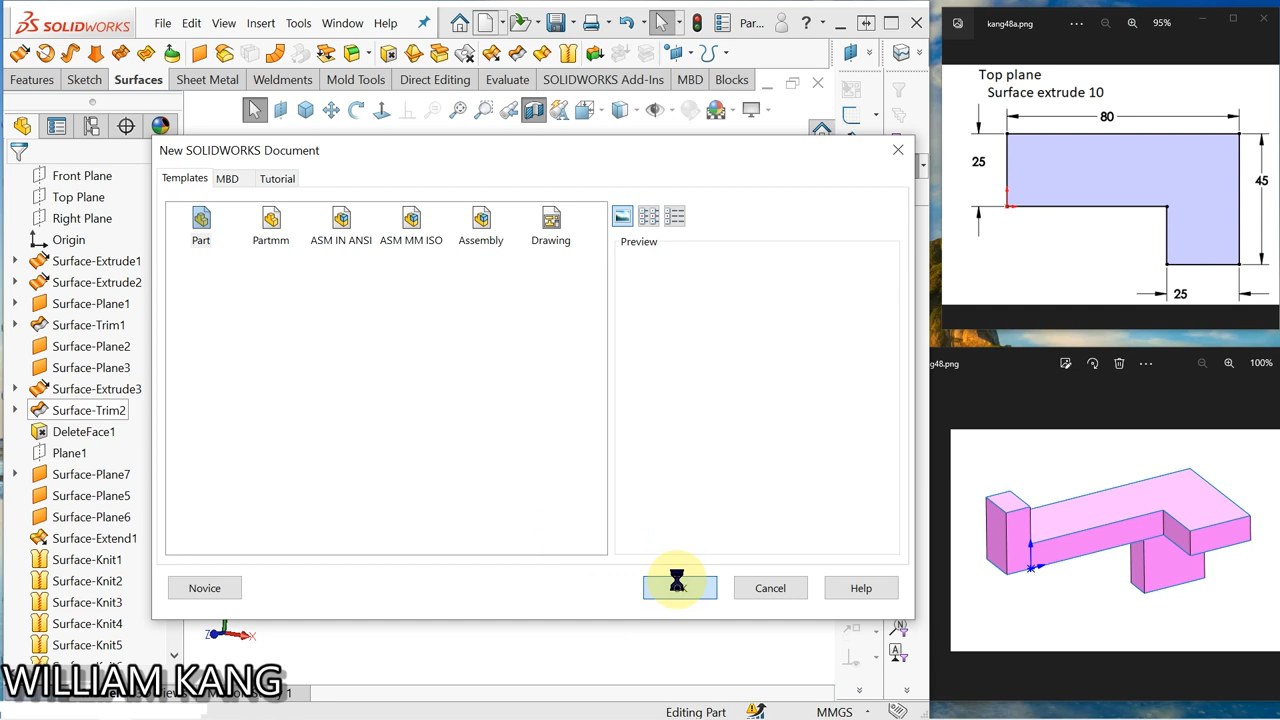 SOLIDWORKS
File Edit View Insert Tools Window Help
Par...
?
Features Sketch Surfaces Sheet Metal Weldments Mold Tools Direct Editing Evaluate SOLIDWORKS Add-Ins MBD Blocks
Front Plane
Top Plane
Right Plane
Origin
Surface-Extrude1
Surface-Extrude2
Surface-Plane1
Surface-Trim1
Surface-Plane2
Surface-Plane3
Surface-Extrude3
Surface-Trim2
DeleteFace1
Plane1
Surface-Plane7
Surface-Plane5
Surface-Plane6
Surface-Extend1
Surface-Knit1
Surface-Knit2
Surface-Knit3
Surface-Knit4
Surface-Knit5
New SOLIDWORKS Document
Templates MBD Tutorial
Part Partmm ASM IN ANSI ASM MM ISO Assembly Drawing
Preview
Novice Cancel Help
Z X
WILLIAM KANG
Editing Part MMGS
kang48a.png 95%
Top plane
Surface extrude 10
80
25
45
25
g48.png 100%